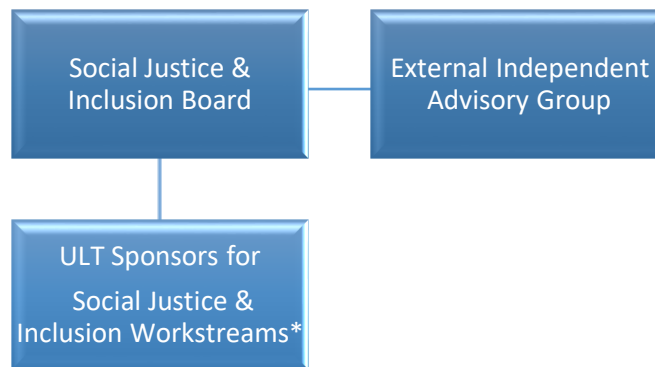 Social Justice &
Inclusion Board
External Independent
Advisory Group
ULT Sponsors for
Social Justice &
Inclusion Workstreams*